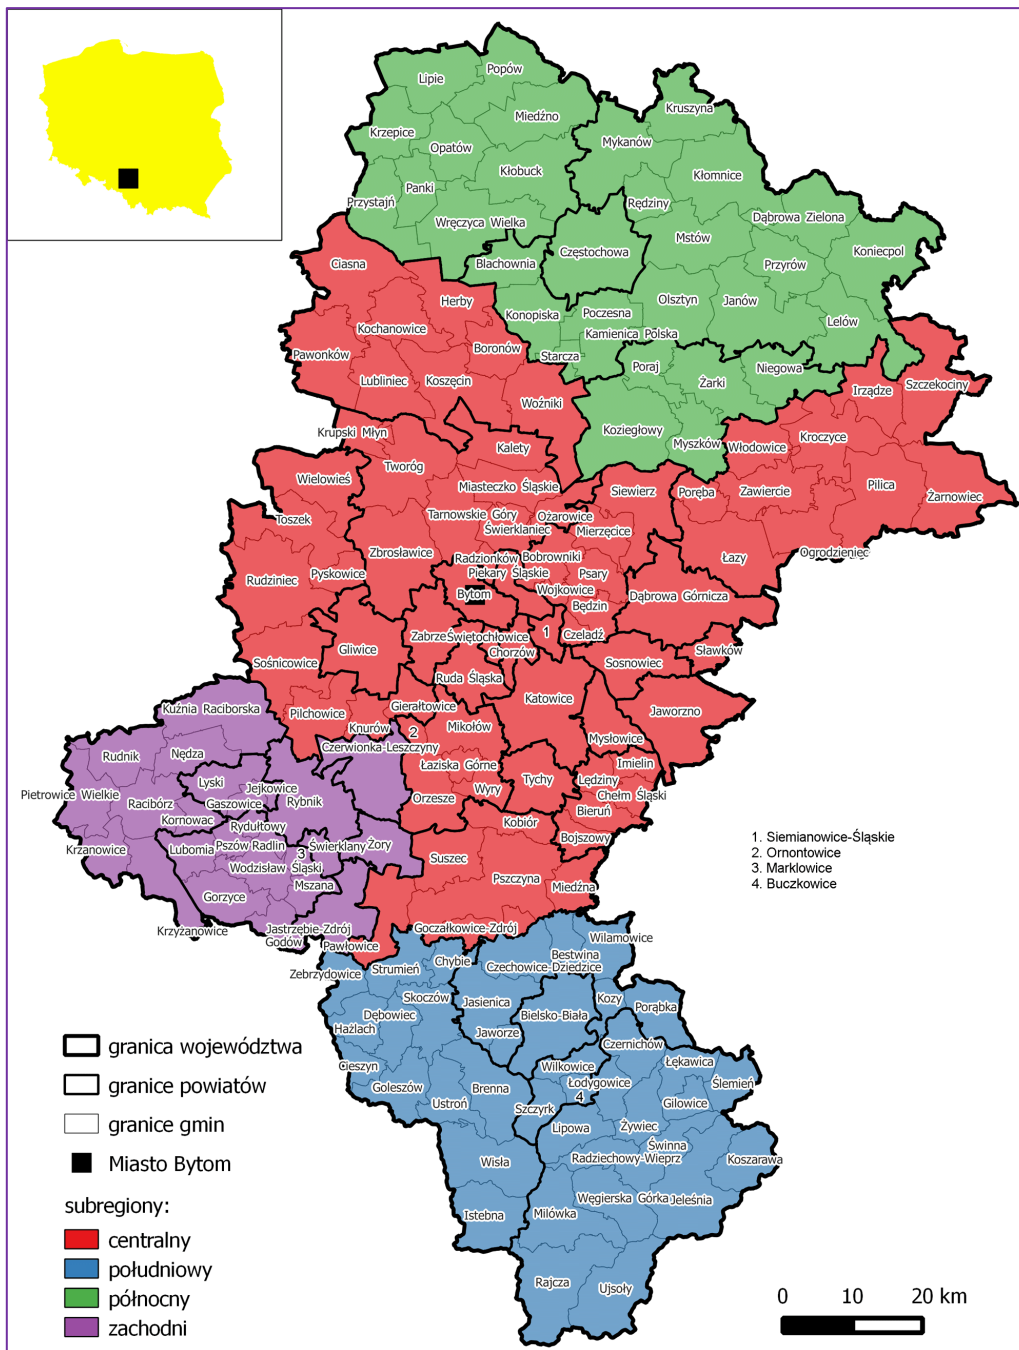 Popów
Lipie
Kruszyna
Miedźno
Krzepice
Mykanów
Opatów
Kłobuck
Kłomnice
Panki
Przystajń
Rędziny
Dąbrowa Zielona
Wręczyca Wielka
Mstów
Koniecpol
Częstochowa
Ciasna
Blachownia
Przyrów
Herby
Olsztyn
Janów
Konopiska
Poczesna
Lelów
Kochanowice
Kamienica Polska
Boronów
Pawonków
Starcza
Poraj
Niegowa
Lubliniec
Koszęcin
Żarki
Szczekociny
Irządze
Woźniki
Krupski Młyn
Koziegłowy
Myszków
Kroczyce
Włodowice
Kalety
Tworóg
Wielowieś
Miasteczko Śląskie
Siewierz
Poręba
Zawiercie
Pilica
Żarnowiec
Toszek
Tarnowskie Góry
Ożarowice
Świerklaniec
Mierzęcice
Zbrosławice
Radzionków
Bobrowniki
Łazy
Ogrodzieniec
Rudziniec
Pyskowice
Piekary Śląskie
Psary
Bytom
Wojkowice
Dąbrowa Górnicza
Będzin
Zabrze
Świętochłowice
1
Czeladź
Gliwice
Chorzów
Sławków
Sośnicowice
Sosnowiec
Ruda Śląska
Katowice
Kuźnia Raciborska
Pilchowice
Gierałtowice
Jaworzno
Knurów
2
Mikołów
Mysłowice
Czerwionka-Leszczyny
Rudnik
Nędza
Łaziska Górne
Imielin
Lyski
Tychy
Lędziny
Pietrowice Wielkie
Jejkowice
Wyry
Chełm Śląski
Racibórz
Gaszowice
Rybnik
Orzesze
Bieruń
Kornowac
Rydułtowy
Kobiór
Krzanowice
Lubomia
Pszów
Radlin
Świerklany
Żory
Bojszowy
3
Suszec
Wodzisław Śląski
Mszana
Pszczyna
Miedźna
Gorzyce
Krzyżanowice
Jastrzębie-Zdrój
Goczałkowice-Zdrój
Godów
Pawłowice
Wilamowice
1. Siemianowice-Śląskie
2. Ornontowice
3. Marklowice
4. Buczkowice
Zebrzydowice
Strumień
Chybie
Bestwina
Czechowice-Dziedzice
Skoczów
Jasienica
Kozy
Porąbka
Dębowiec
Bielsko-Biała
Hażlach
Jaworze
Czernichów
Cieszyn
Wilkowice
Łękawica
Goleszów
Brenna
Łodygowice
Ślemień
Ustroń
Szczyrk
4
Gilowice
Lipowa
Żywiec
Świnna
Wisła
Radziechowy-Wieprz
Koszarawa
Węgierska Górka
Jeleśnia
Istebna
Milówka
Rajcza
Ujsoły
granica województwa
granice powiatów
granice gmin
Miasto Bytom
subregiony:
centralny
południowy
północny
zachodni
0 10 20 km